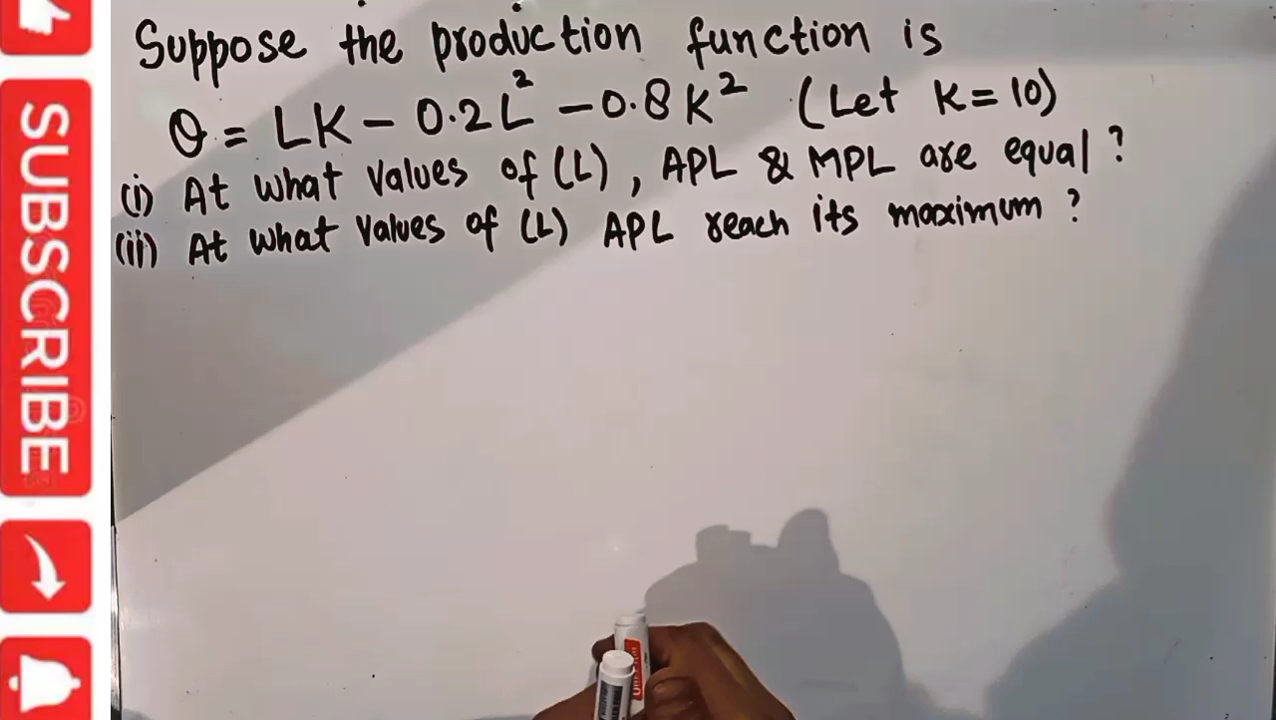 Suppose the production function is
Q = LK - 0.2L² - 0.8K² (Let K = 10)
(i) At what values of (L), APL & MPL are equal?
(ii) At what values of (L) APL reach its maximum?
SUBSCRIBE